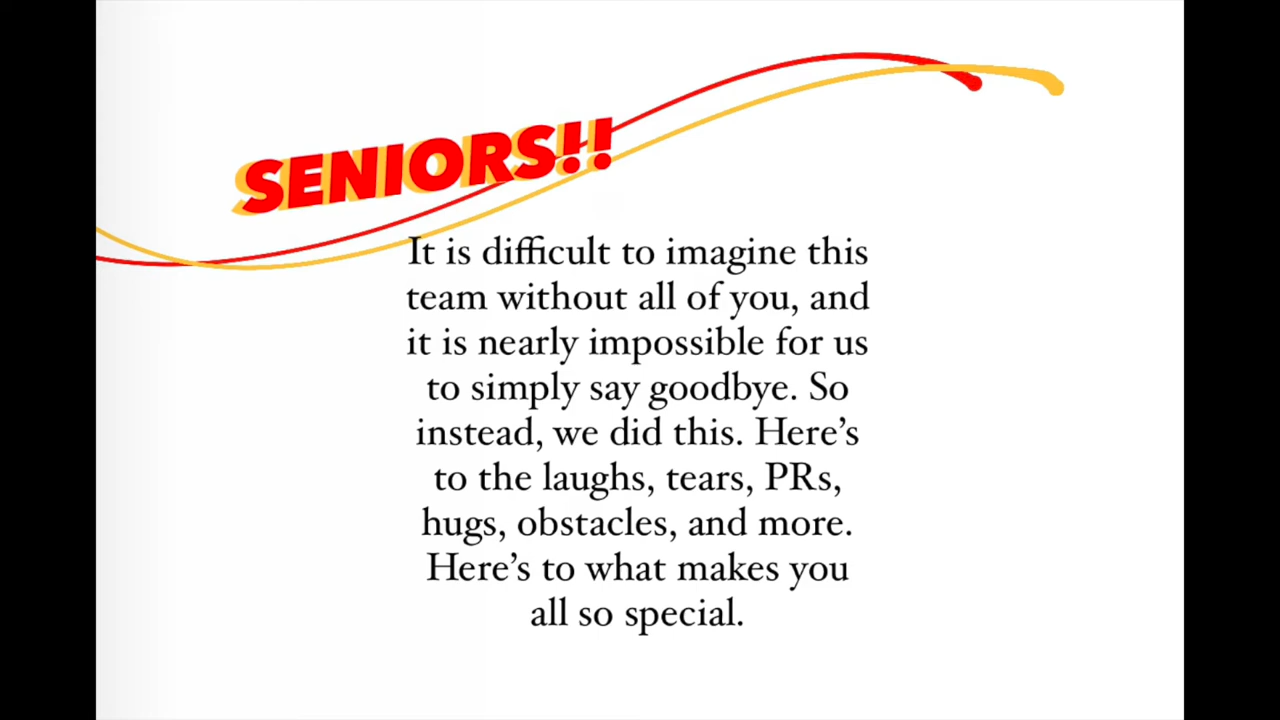 SENIORS!!
It is difficult to imagine this
team without all of you, and
it is nearly impossible for us
to simply say goodbye. So
instead, we did this. Here’s
to the laughs, tears, PRs,
hugs, obstacles, and more.
Here’s to what makes you
all so special.